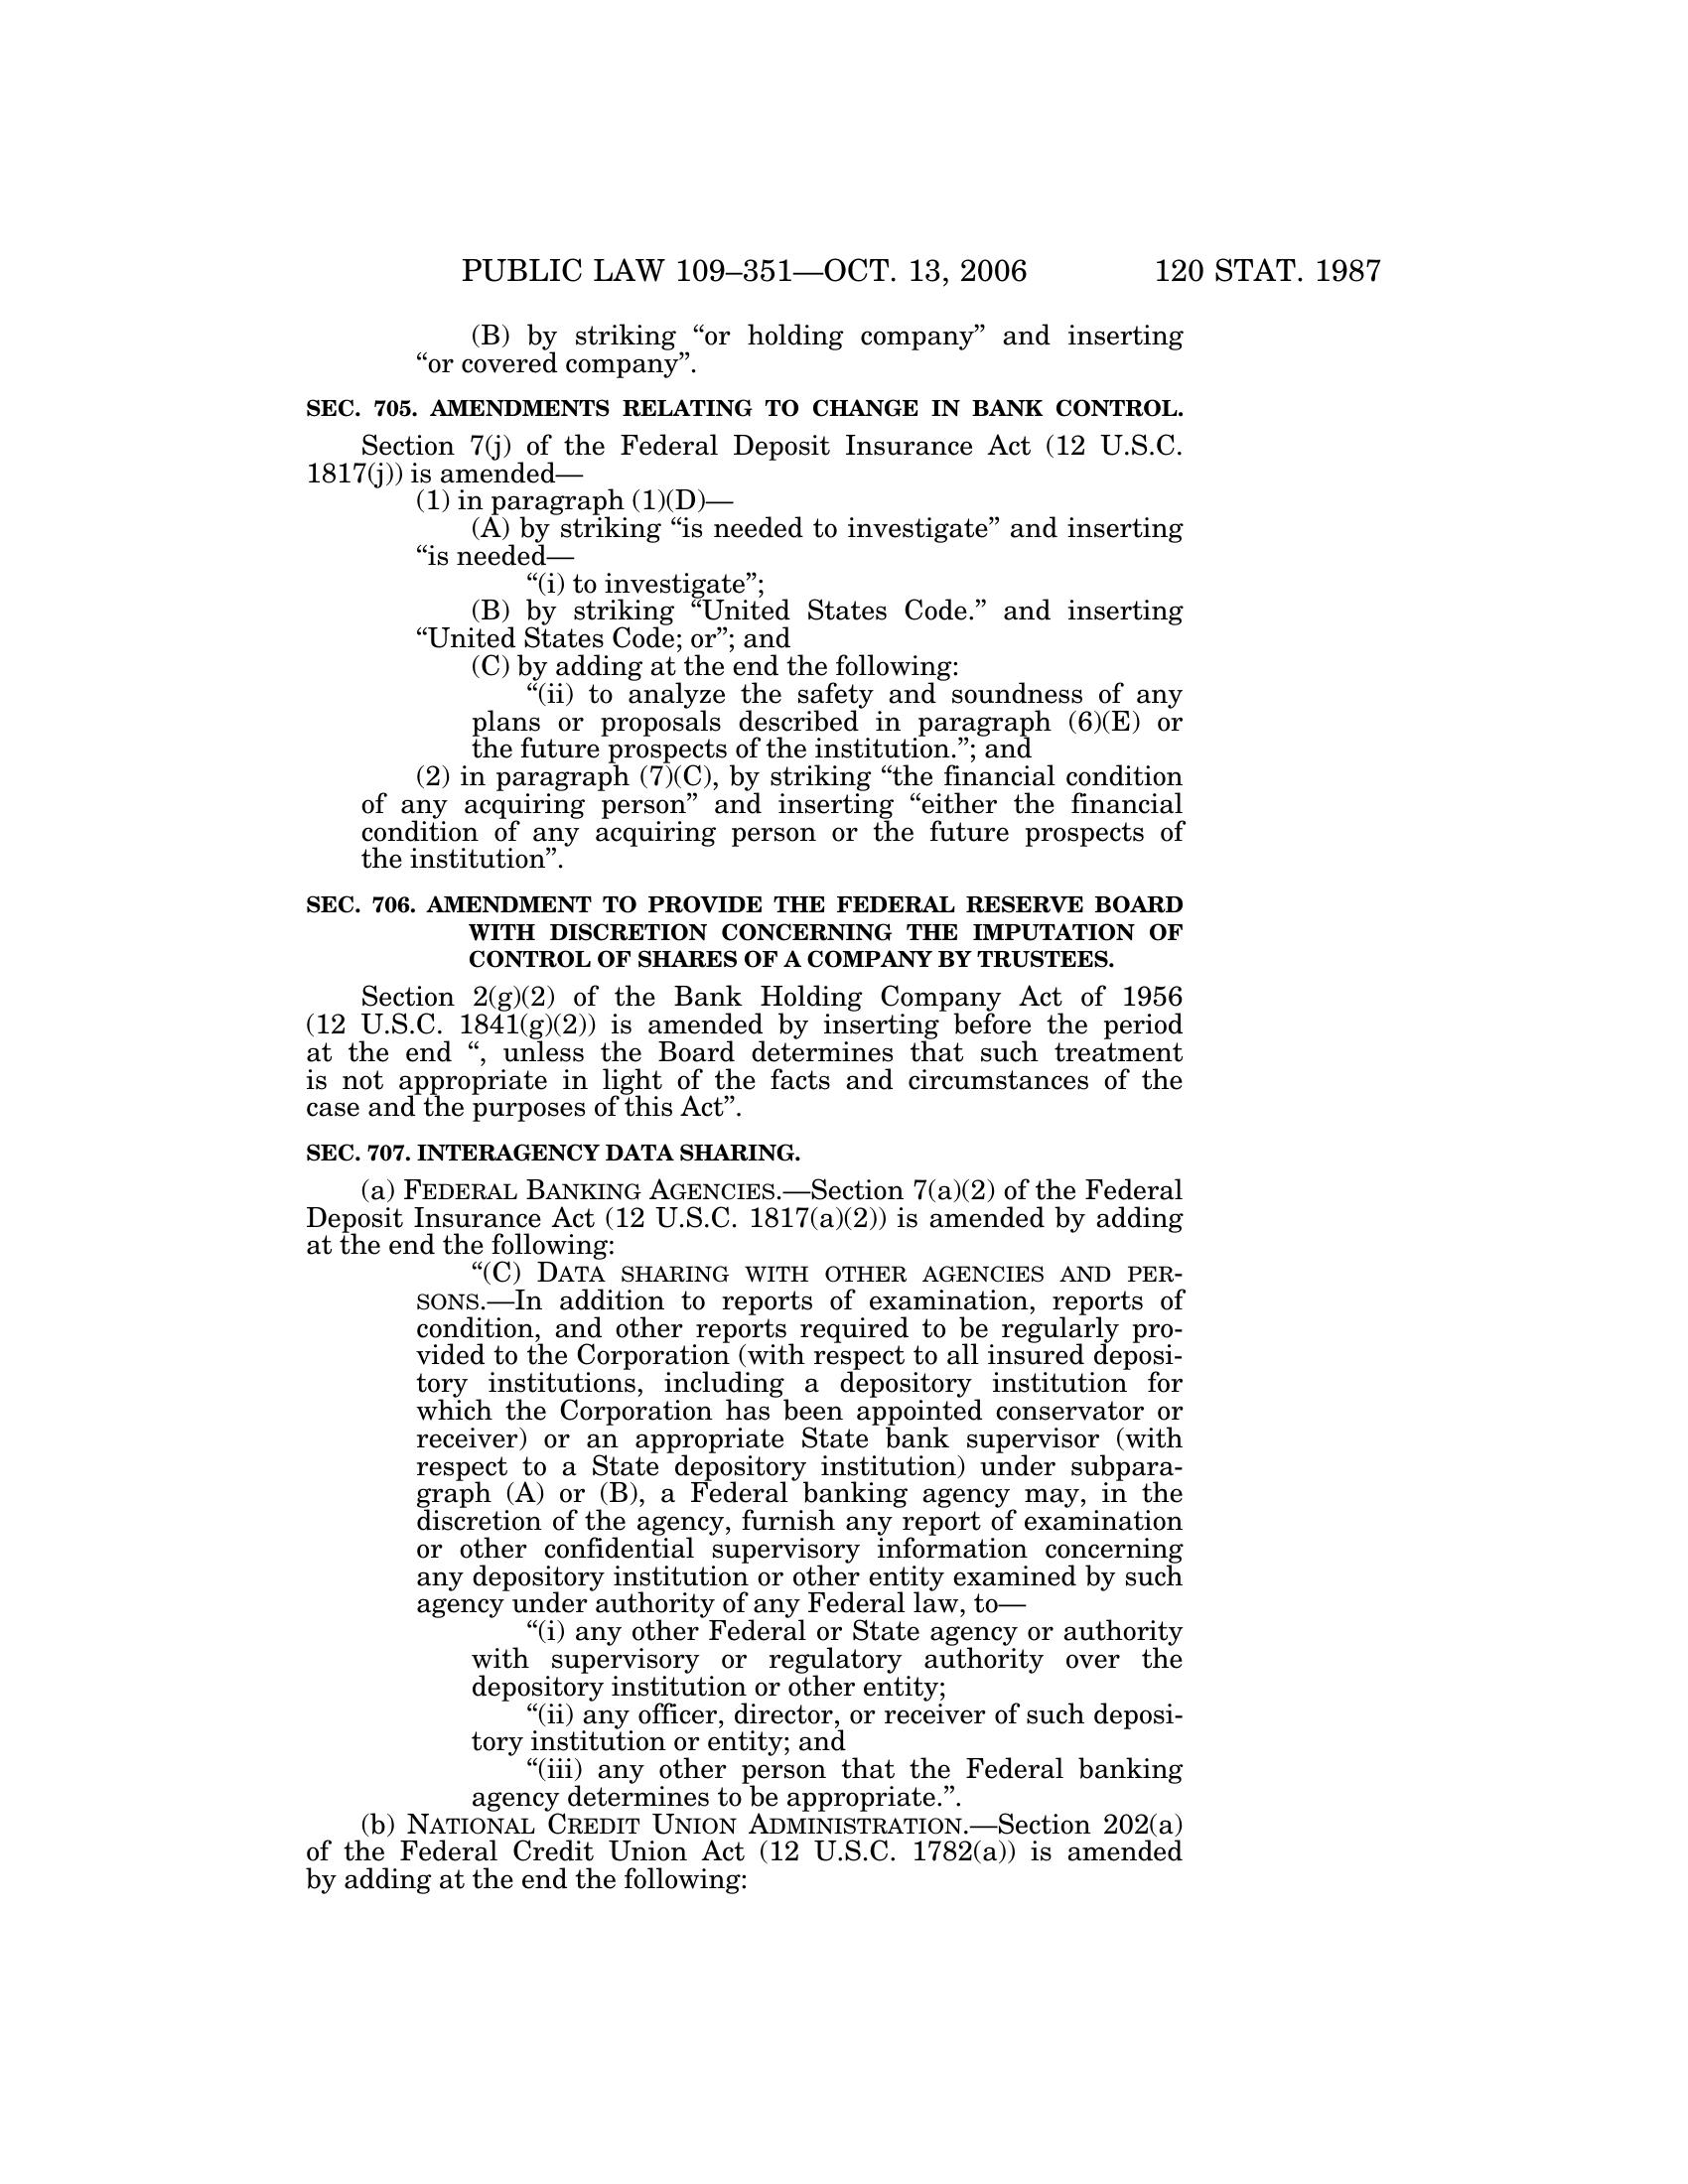 PUBLIC LAW 109–351—OCT. 13, 2006 120 STAT. 1987
(B) by striking “or holding company” and inserting
“or covered company”.
SEC. 705. AMENDMENTS RELATING TO CHANGE IN BANK CONTROL.
Section 7(j) of the Federal Deposit Insurance Act (12 U.S.C.
1817(j)) is amended—
(1) in paragraph (1)(D)—
(A) by striking “is needed to investigate” and inserting
“is needed—
“(i) to investigate”;
(B) by striking “United States Code.” and inserting
“United States Code; or”; and
(C) by adding at the end the following:
“(ii) to analyze the safety and soundness of any
plans or proposals described in paragraph (6)(E) or
the future prospects of the institution.”; and
(2) in paragraph (7)(C), by striking “the financial condition
of any acquiring person” and inserting “either the financial
condition of any acquiring person or the future prospects of
the institution”.
SEC. 706. AMENDMENT TO PROVIDE THE FEDERAL RESERVE BOARD
WITH DISCRETION CONCERNING THE IMPUTATION OF
CONTROL OF SHARES OF A COMPANY BY TRUSTEES.
Section 2(g)(2) of the Bank Holding Company Act of 1956
(12 U.S.C. 1841(g)(2)) is amended by inserting before the period
at the end “, unless the Board determines that such treatment
is not appropriate in light of the facts and circumstances of the
case and the purposes of this Act”.
SEC. 707. INTERAGENCY DATA SHARING.
(a) FEDERAL BANKING AGENCIES.—Section 7(a)(2) of the Federal
Deposit Insurance Act (12 U.S.C. 1817(a)(2)) is amended by adding
at the end the following:
“(C) DATA SHARING WITH OTHER AGENCIES AND PER-
SONS.—In addition to reports of examination, reports of
condition, and other reports required to be regularly pro-
vided to the Corporation (with respect to all insured deposi-
tory institutions, including a depository institution for
which the Corporation has been appointed conservator or
receiver) or an appropriate State bank supervisor (with
respect to a State depository institution) under subpara-
graph (A) or (B), a Federal banking agency may, in the
discretion of the agency, furnish any report of examination
or other confidential supervisory information concerning
any depository institution or other entity examined by such
agency under authority of any Federal law, to—
“(i) any other Federal or State agency or authority
with supervisory or regulatory authority over the
depository institution or other entity;
“(ii) any officer, director, or receiver of such deposi-
tory institution or entity; and
“(iii) any other person that the Federal banking
agency determines to be appropriate.”.
(b) NATIONAL CREDIT UNION ADMINISTRATION.—Section 202(a)
of the Federal Credit Union Act (12 U.S.C. 1782(a)) is amended
by adding at the end the following: